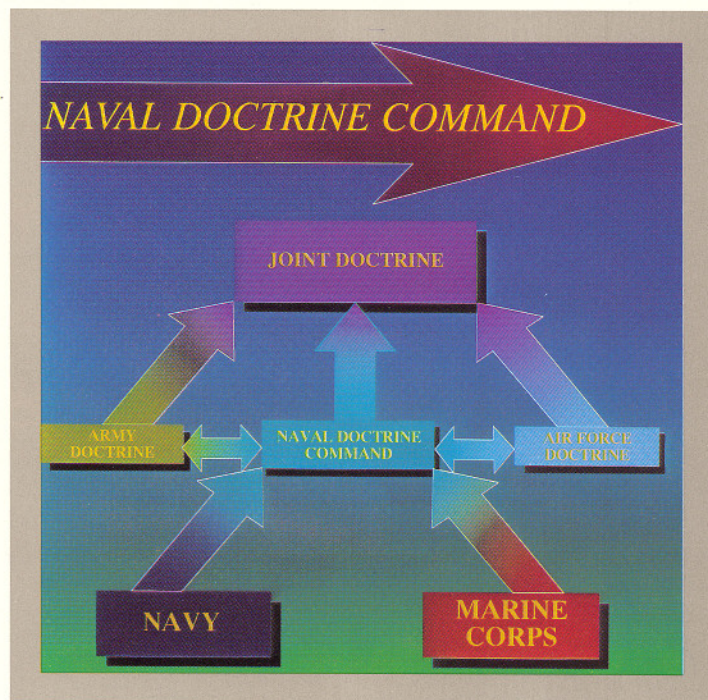 NAVAL DOCTRINE COMMAND
JOINT DOCTRINE
ARMY
DOCTRINE
NAVAL DOCTRINE
COMMAND
AIR FORCE
DOCTRINE
NAVY
MARINE
CORPS